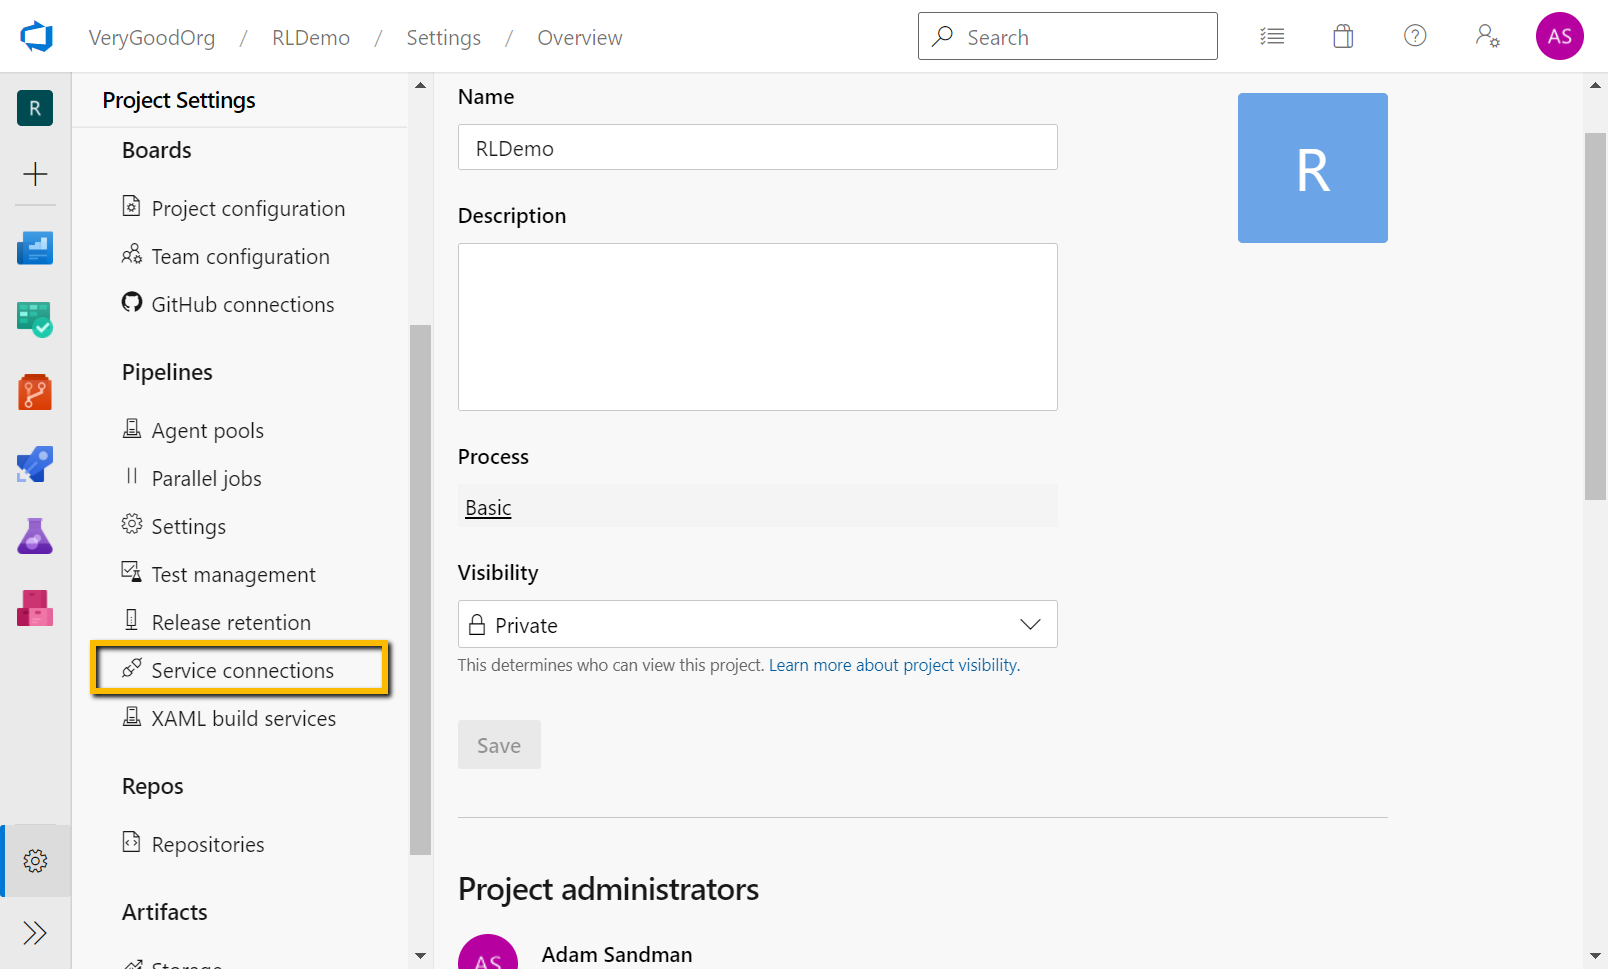 VeryGoodOrg / RLDemo / Settings / Overview
Search
AS
R
Project Settings
Boards
Project configuration
Team configuration
GitHub connections
Pipelines
Agent pools
Parallel jobs
Settings
Test management
Release retention
Service connections
XAML build services
Repos
Repositories
Artifacts
Storage
Name
RLDemo
R
Description
Process
Basic
Visibility
Private
This determines who can view this project. Learn more about project visibility.
Save
Project administrators
AS
Adam Sandman